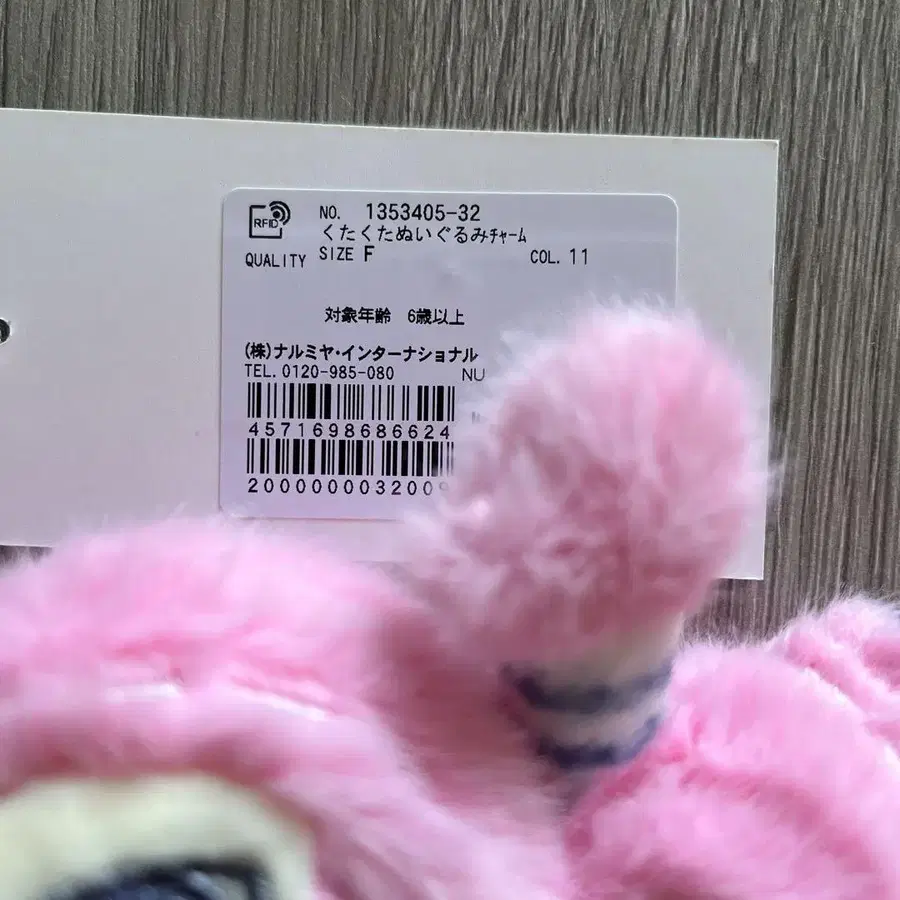 RFID
NO. 1353405-32
くたくたぬいぐるみチャーム
QUALITY SIZE F COL. 11
対象年齢 6歳以上
(株)ナルミヤ・インターナショナル
TEL. 0120-985-080 NU
4571698686624
200000003200